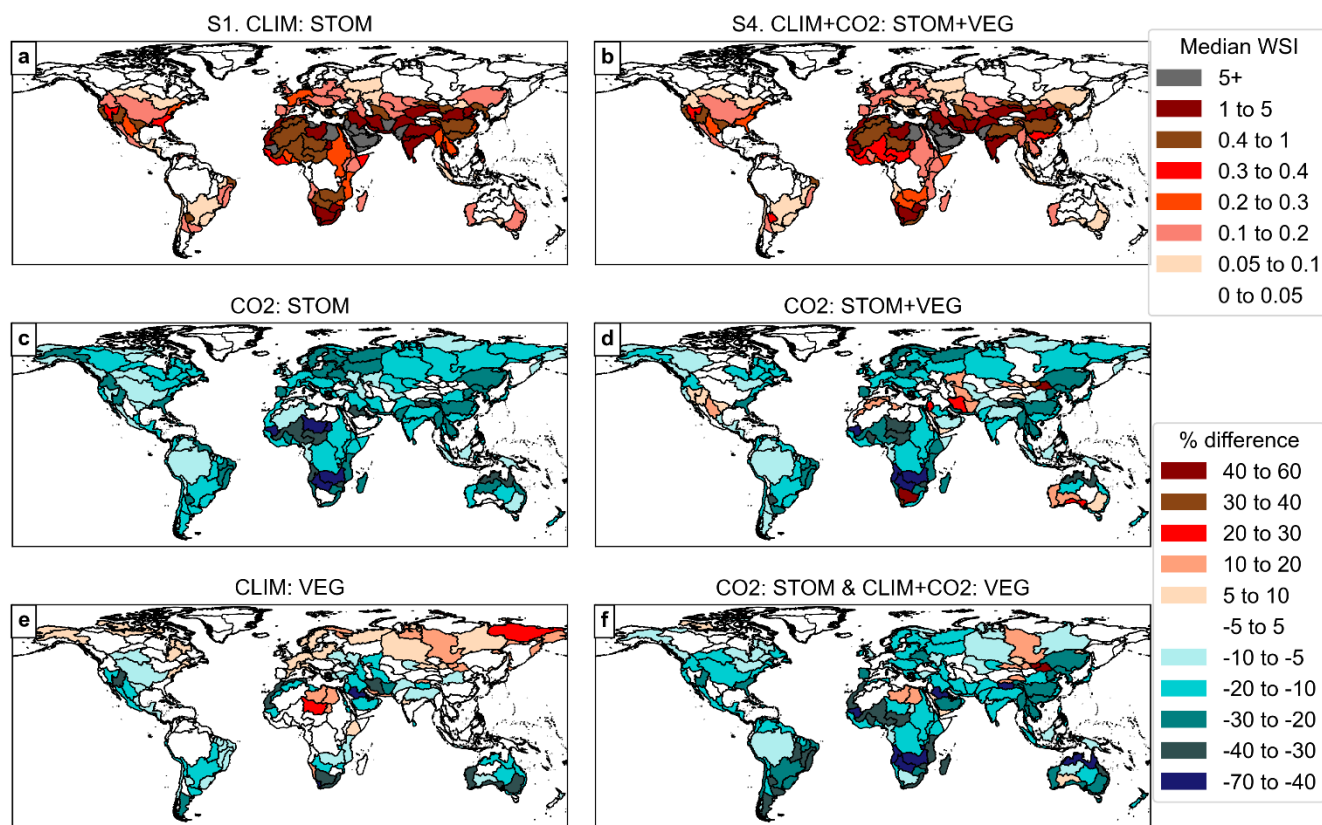 S1. CLIM: STOM
S4. CLIM+CO2: STOM+VEG
a
b
Median WSI
5+
1 to 5
0.4 to 1
0.3 to 0.4
0.2 to 0.3
0.1 to 0.2
0.05 to 0.1
0 to 0.05
CO2: STOM
CO2: STOM+VEG
c
d
% difference
40 to 60
30 to 40
20 to 30
10 to 20
5 to 10
-5 to 5
-10 to -5
-20 to -10
-30 to -20
-40 to -30
-70 to -40
CLIM: VEG
CO2: STOM & CLIM+CO2: VEG
e
f